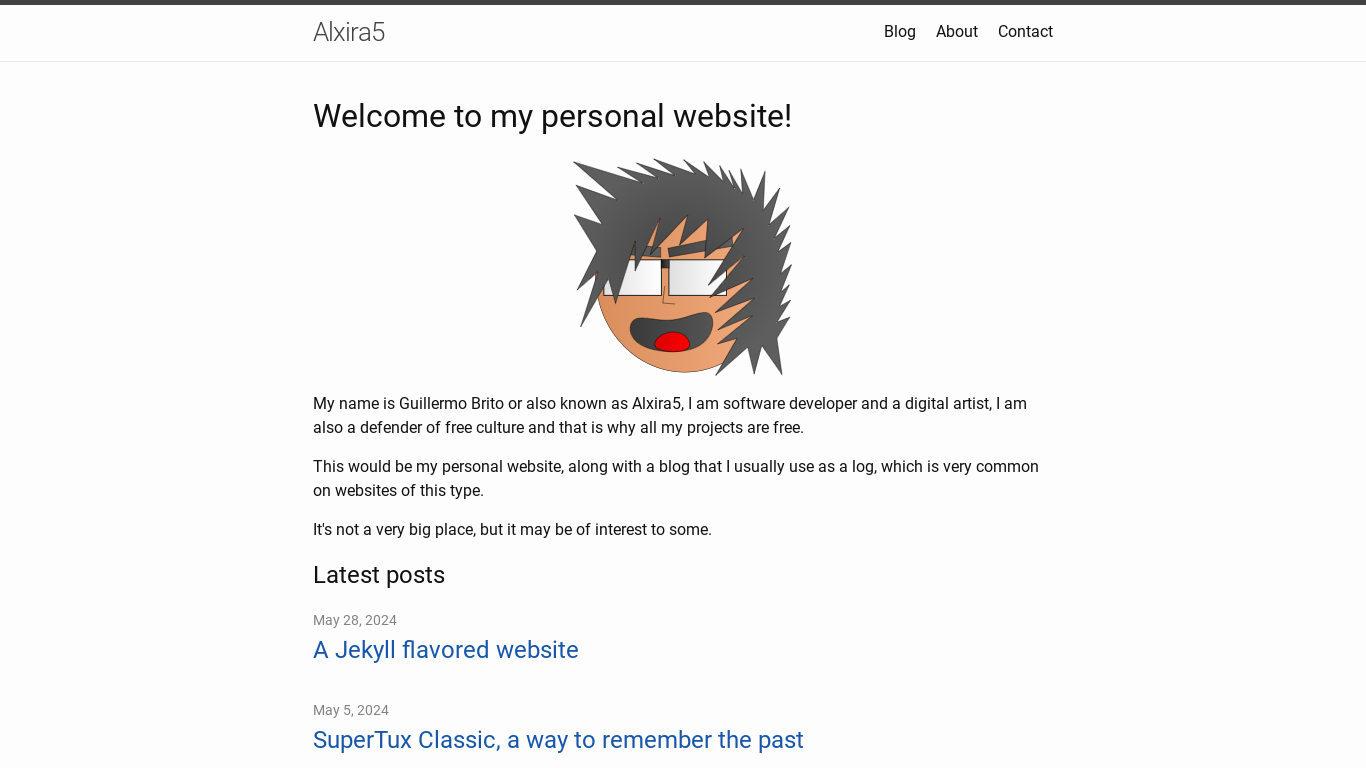 Alxira5
Blog About Contact
Welcome to my personal website!
My name is Guillermo Brito or also known as Alxira5, I am software developer and a digital artist, I am
also a defender of free culture and that is why all my projects are free.
This would be my personal website, along with a blog that I usually use as a log, which is very common
on websites of this type.
It's not a very big place, but it may be of interest to some.
Latest posts
May 28, 2024
A Jekyll flavored website
May 5, 2024
SuperTux Classic, a way to remember the past